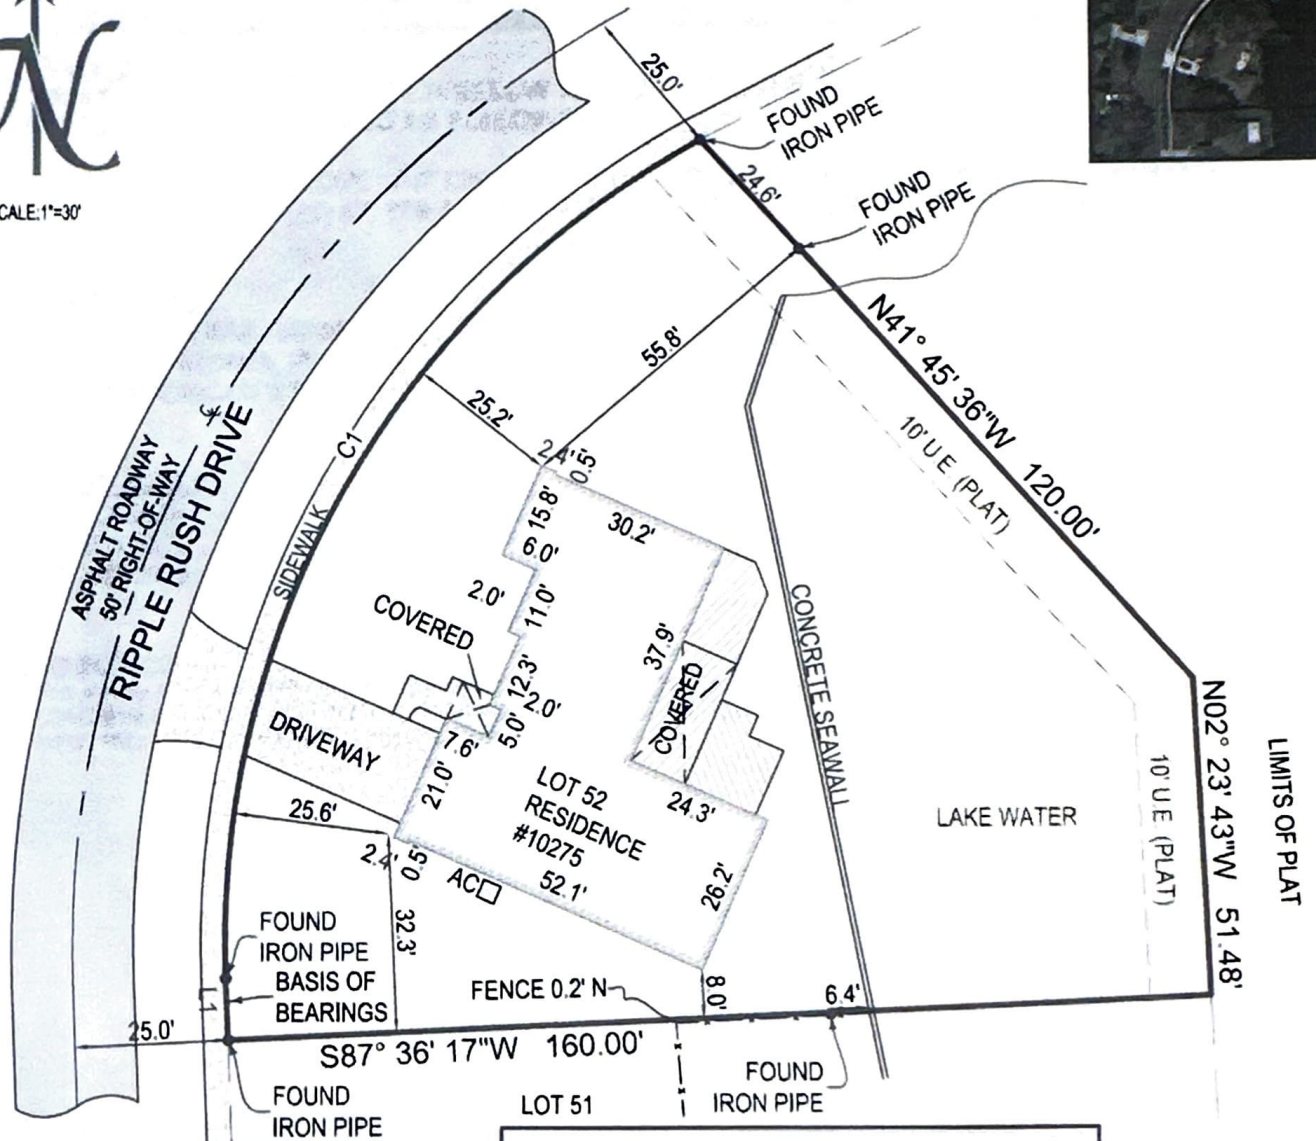 N
CALE:1"=30'
25.0'
FOUND
IRON PIPE
24.6'
FOUND
IRON PIPE
N41° 45' 36"W 120.00'
55.8'
25.2'
10' U.E. (PLAT)
C1
SIDEWALK
ASPHALT ROADWAY
50' RIGHT-OF-WAY
RIPPLE RUSH DRIVE
2.4'
0.5'
15.8'
30.2'
6.0'
2.0'
11.0'
COVERED
12.3'
2.0'
5.0'
7.6'
37.9'
COVERED
CONCRETE SEAWALL
DRIVEWAY
21.0'
LOT 52
RESIDENCE
#10275
24.3'
26.2'
52.1'
25.6'
2.4'
0.5'
AC
32.3'
LAKE WATER
10' U.E. (PLAT)
N02° 23' 43"W 51.48'
LIMITS OF PLAT
FOUND
IRON PIPE
BASIS OF
BEARINGS
L1
25.0'
FENCE 0.2' N
8.0'
6.4'
S87° 36' 17"W 160.00'
FOUND
IRON PIPE
LOT 51
FOUND
IRON PIPE